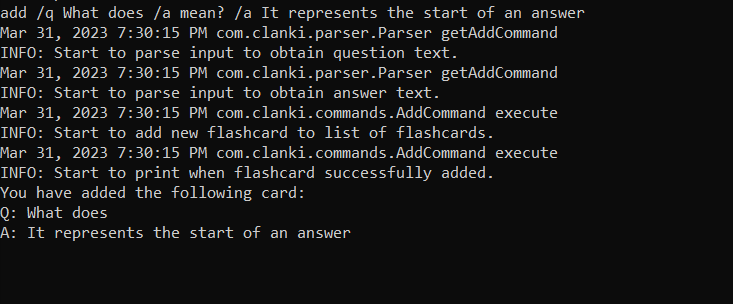 add /q What does /a mean? /a It represents the start of an answer
Mar 31, 2023 7:30:15 PM com.clanki.parser.Parser getAddCommand
INFO: Start to parse input to obtain question text.
Mar 31, 2023 7:30:15 PM com.clanki.parser.Parser getAddCommand
INFO: Start to parse input to obtain answer text.
Mar 31, 2023 7:30:15 PM com.clanki.commands.AddCommand execute
INFO: Start to add new flashcard to list of flashcards.
Mar 31, 2023 7:30:15 PM com.clanki.commands.AddCommand execute
INFO: Start to print when flashcard successfully added.
You have added the following card:
Q: What does
A: It represents the start of an answer